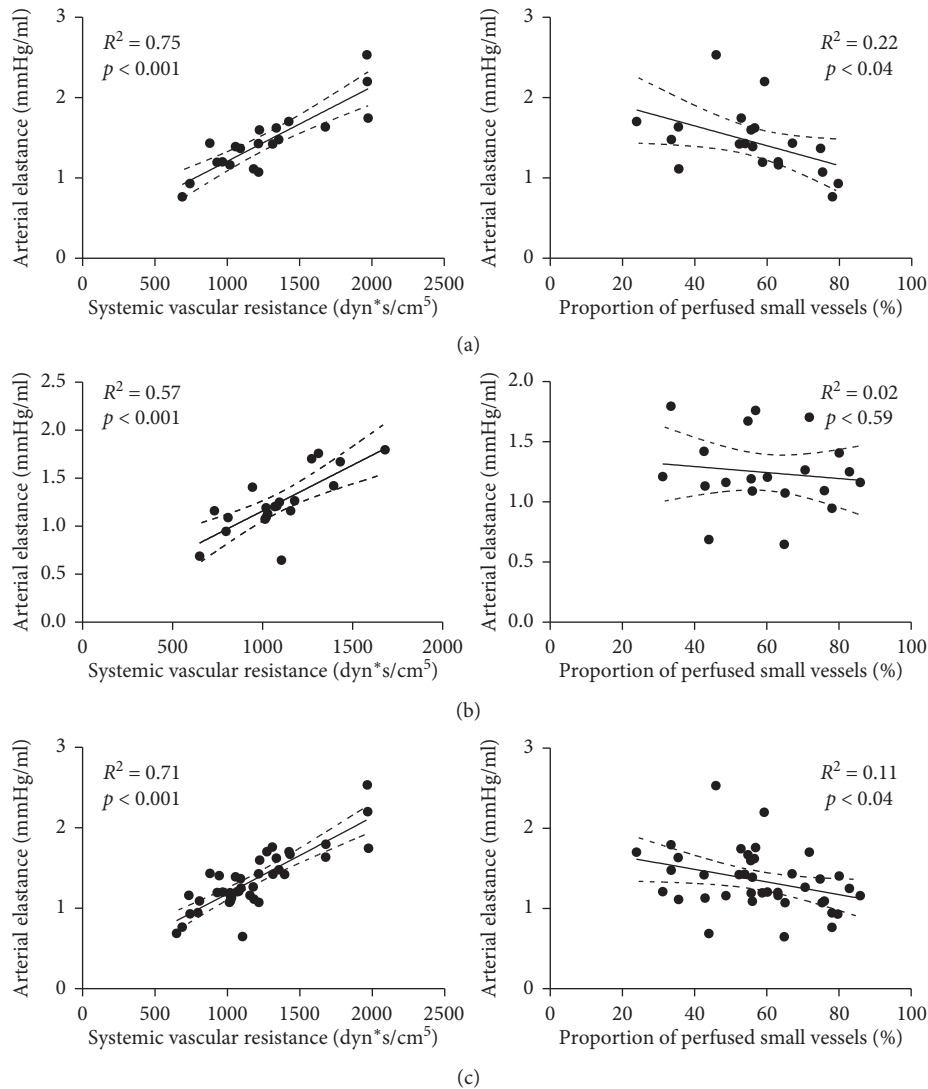 Arterial elastance (mmHg/ml)
3
2
1
0
R² = 0.75
p < 0.001
0 500 1000 1500 2000 2500
Systemic vascular resistance (dyn*s/cm⁵)
Arterial elastance (mmHg/ml)
3
2
1
0
R² = 0.22
p < 0.04
0 20 40 60 80 100
Proportion of perfused small vessels (%)
(a)
Arterial elastance (mmHg/ml)
2.5
2.0
1.5
1.0
0.5
0.0
R² = 0.57
p < 0.001
0 500 1000 1500 2000
Systemic vascular resistance (dyn*s/cm⁵)
Arterial elastance (mmHg/ml)
2.0
1.5
1.0
0.5
0.0
R² = 0.02
p < 0.59
0 20 40 60 80 100
Proportion of perfused small vessels (%)
(b)
Arterial elastance (mmHg/ml)
3
2
1
0
R² = 0.71
p < 0.001
0 500 1000 1500 2000 2500
Systemic vascular resistance (dyn*s/cm⁵)
Arterial elastance (mmHg/ml)
3
2
1
0
R² = 0.11
p < 0.04
0 20 40 60 80 100
Proportion of perfused small vessels (%)
(c)